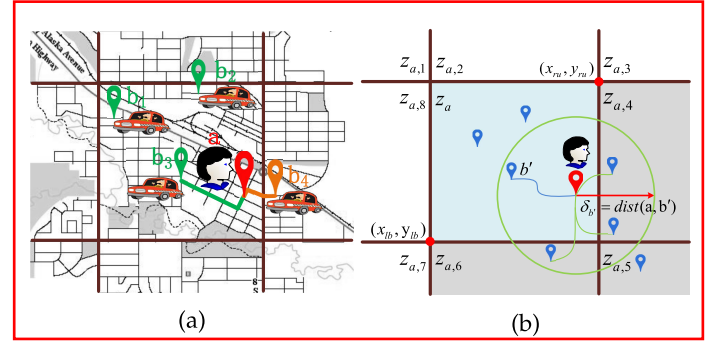 Alaska Avenue
Highway
b₁
b₂
a
b₃
b₄
8
S
(a)
z_{a,1} z_{a,2} (x_{ru}, y_{ru}) z_{a,3}
z_{a,8} z_a z_{a,4}
b′
δ_{b′} = dist(a,b′)
(x_{lb}, y_{lb})
z_{a,7} z_{a,6} z_{a,5}
(b)